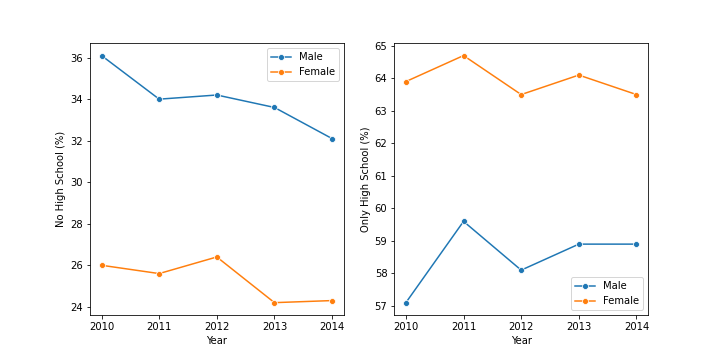 No High School (%)
36
34
32
30
28
26
24
2010 2011 2012 2013 2014
Year
Male
Female
Only High School (%)
65
64
63
62
61
60
59
58
57
2010 2011 2012 2013 2014
Year
Male
Female